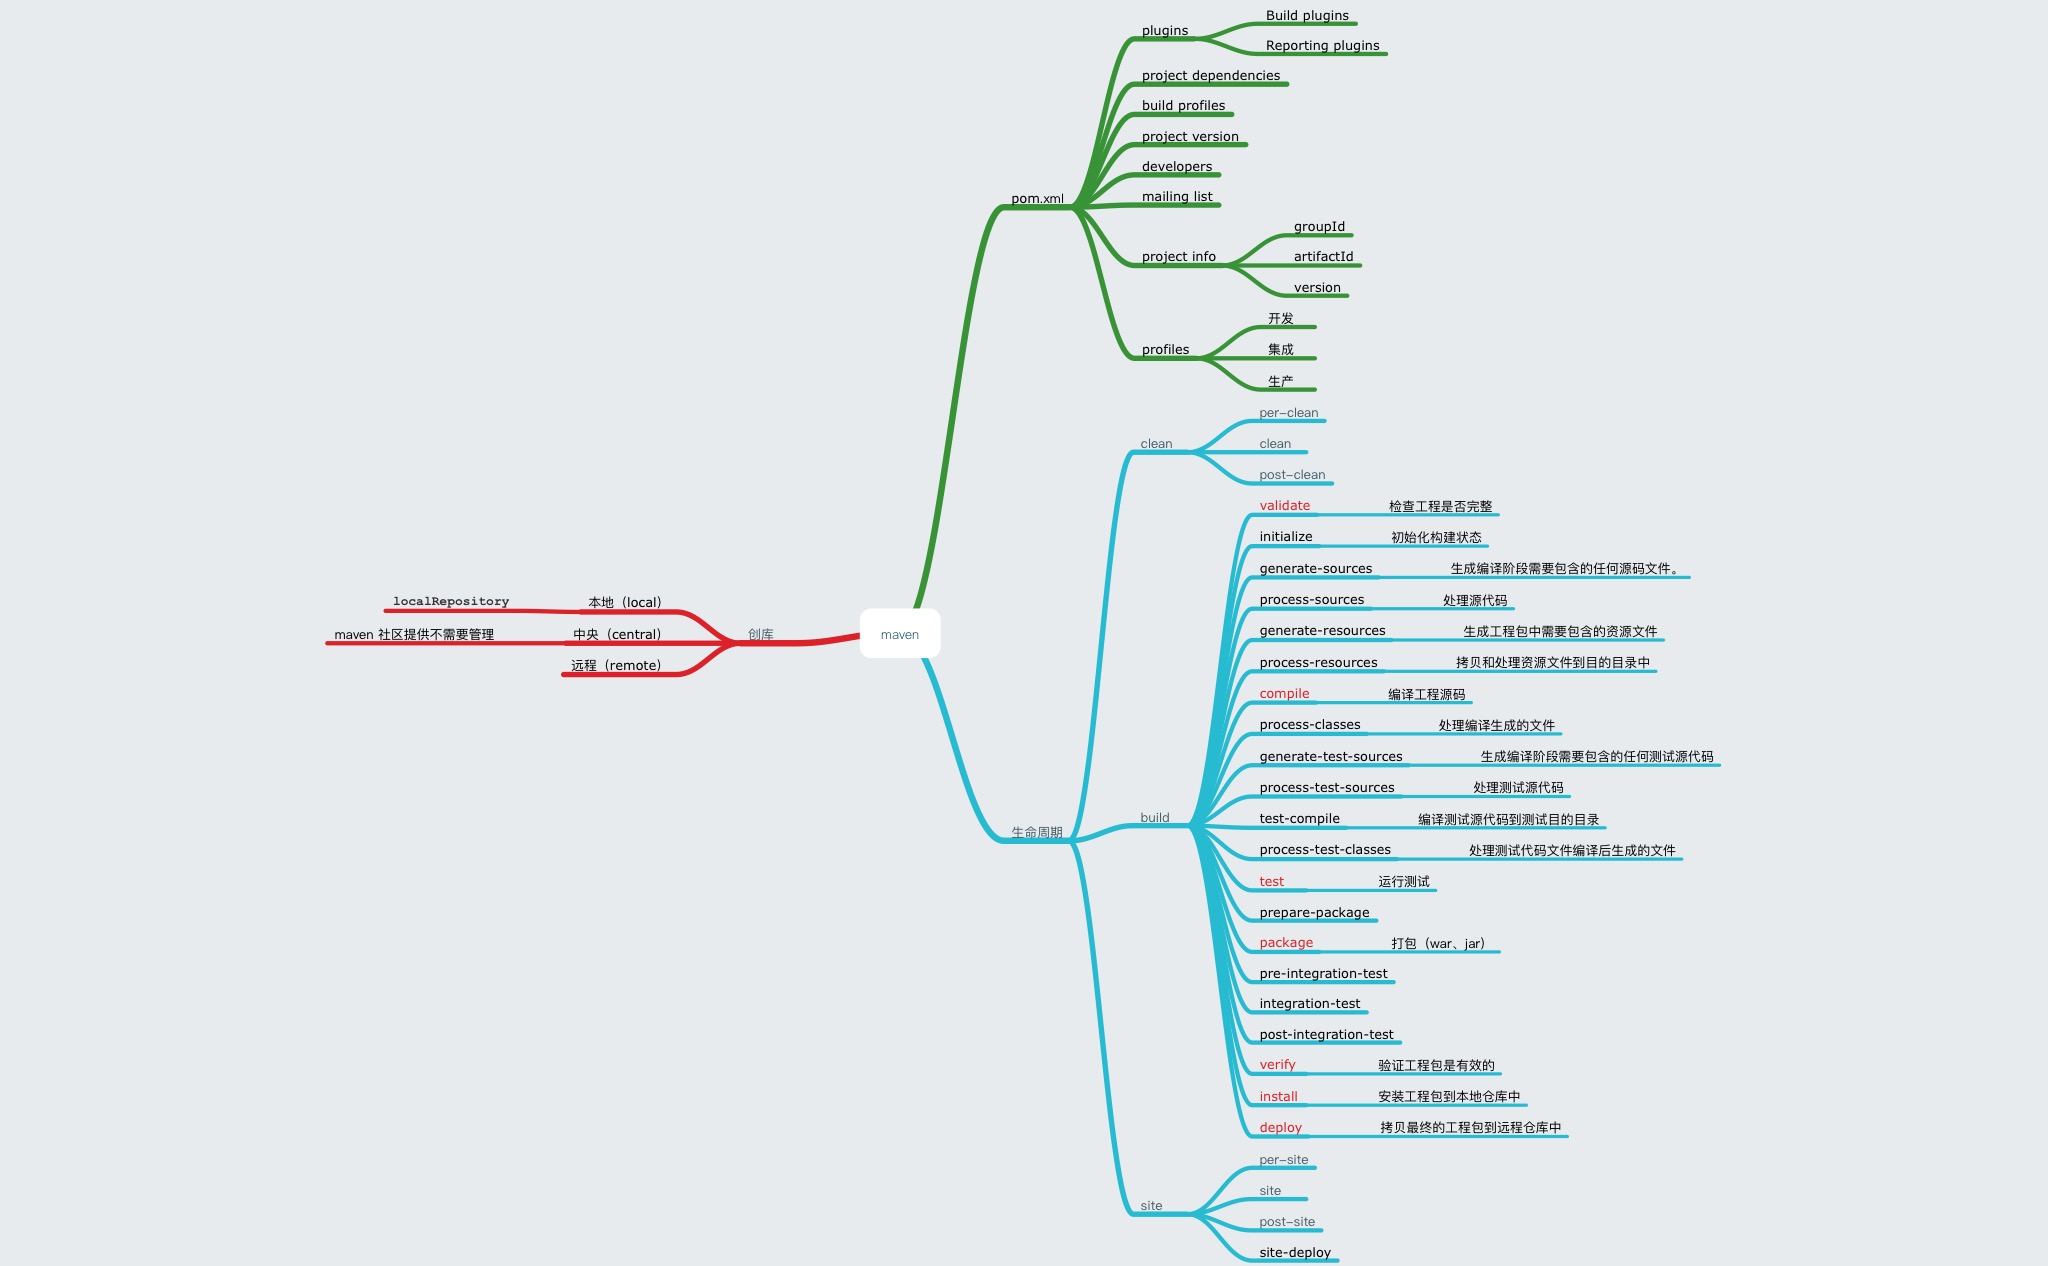 maven
pom.xml
plugins
Build plugins
Reporting plugins
project dependencies
build profiles
project version
developers
mailing list
project info
groupId
artifactId
version
profiles
开发
集成
生产
生命周期
clean
per-clean
clean
post-clean
build
validate 检查工程是否完整
initialize 初始化构建状态
generate-sources 生成编译阶段需要包含的任何源码文件。
process-sources 处理源代码
generate-resources 生成工程包中需要包含的资源文件
process-resources 拷贝和处理资源文件到目的目录中
compile 编译工程源码
process-classes 处理编译生成的文件
generate-test-sources 生成编译阶段需要包含的任何测试源代码
process-test-sources 处理测试源代码
test-compile 编译测试源代码到测试目的目录
process-test-classes 处理测试代码文件编译后生成的文件
test 运行测试
prepare-package
package 打包（war、jar）
pre-integration-test
integration-test
post-integration-test
verify 验证工程包是有效的
install 安装工程包到本地仓库中
deploy 拷贝最终的工程包到远程仓库中
site
per-site
site
post-site
site-deploy
创库
本地（local）
localRepository
中央（central）
maven 社区提供不需要管理
远程（remote）